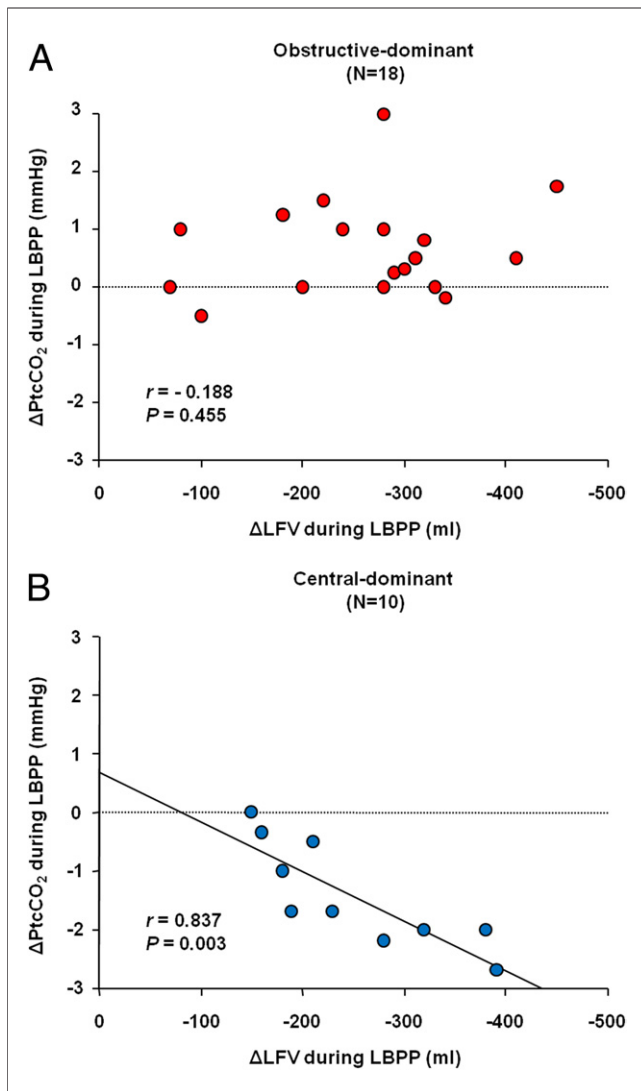 A
Obstructive-dominant
(N=18)
ΔPtcCO₂ during LBPP (mmHg)
3
2
1
0
-1
-2
-3
r = - 0.188
P = 0.455
0 -100 -200 -300 -400 -500
ΔLFV during LBPP (ml)
B
Central-dominant
(N=10)
ΔPtcCO₂ during LBPP (mmHg)
3
2
1
0
-1
-2
-3
r = 0.837
P = 0.003
0 -100 -200 -300 -400 -500
ΔLFV during LBPP (ml)